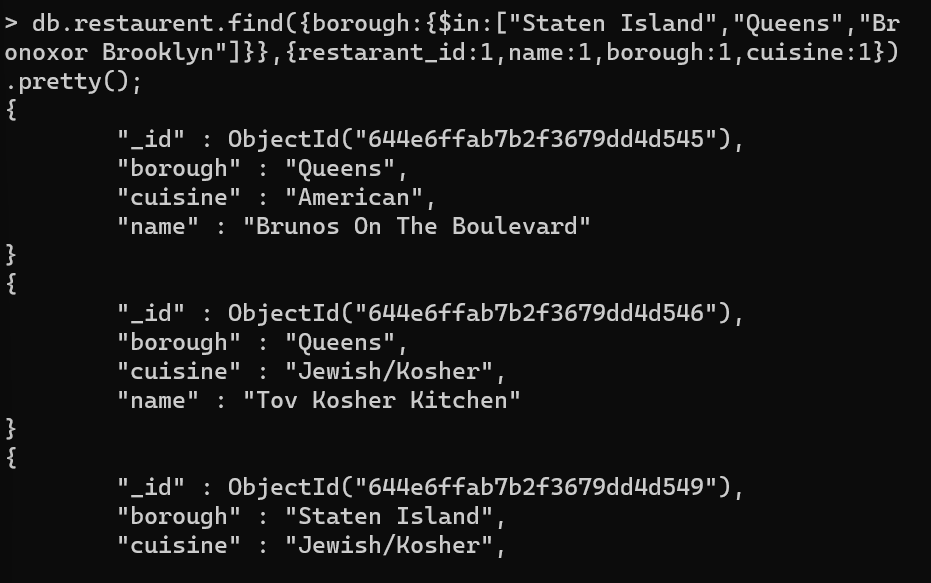 > db.restaurent.find({borough:{$in:["Staten Island","Queens","Br
onoxor Brooklyn"]}},{restarant_id:1,name:1,borough:1,cuisine:1})
.pretty();
{
        "_id" : ObjectId("644e6ffab7b2f3679dd4d545"),
        "borough" : "Queens",
        "cuisine" : "American",
        "name" : "Brunos On The Boulevard"
}
{
        "_id" : ObjectId("644e6ffab7b2f3679dd4d546"),
        "borough" : "Queens",
        "cuisine" : "Jewish/Kosher",
        "name" : "Tov Kosher Kitchen"
}
{
        "_id" : ObjectId("644e6ffab7b2f3679dd4d549"),
        "borough" : "Staten Island",
        "cuisine" : "Jewish/Kosher",